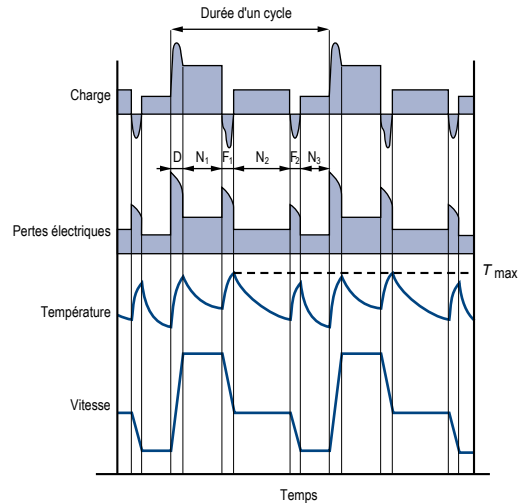 Durée d'un cycle
Charge
D N₁ F₁ N₂ F₂ N₃
Pertes électriques
T max
Température
Vitesse
Temps